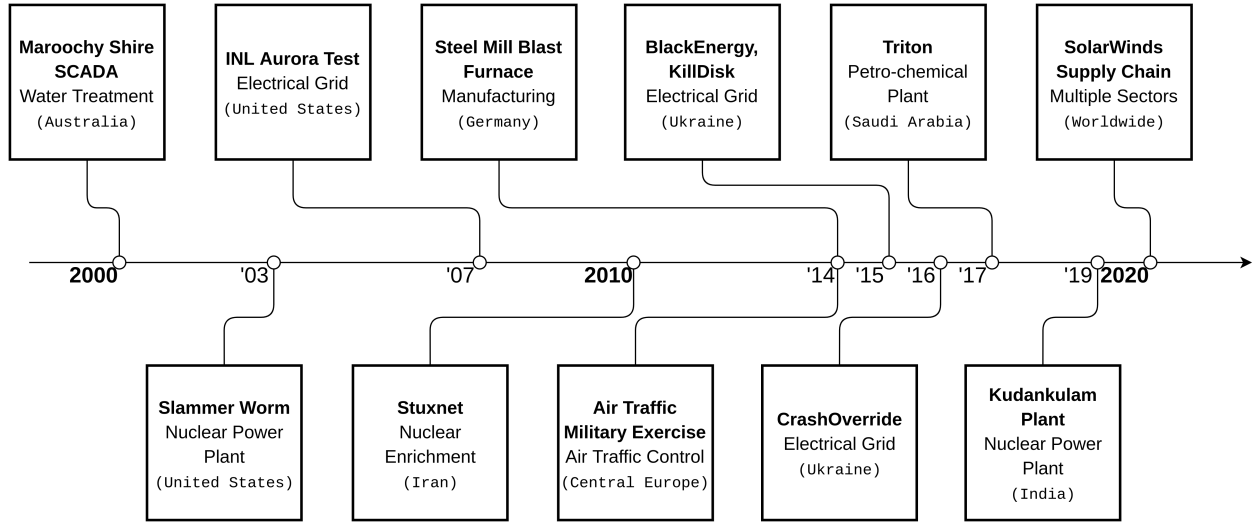 Maroochy Shire
SCADA
Water Treatment
(Australia)
INL Aurora Test
Electrical Grid
(United States)
Steel Mill Blast
Furnace
Manufacturing
(Germany)
BlackEnergy,
KillDisk
Electrical Grid
(Ukraine)
Triton
Petro-chemical
Plant
(Saudi Arabia)
SolarWinds
Supply Chain
Multiple Sectors
(Worldwide)
2000 '03 '07 2010 '14 '15 '16 '17 '19 2020
Slammer Worm
Nuclear Power
Plant
(United States)
Stuxnet
Nuclear
Enrichment
(Iran)
Air Traffic
Military Exercise
Air Traffic Control
(Central Europe)
CrashOverride
Electrical Grid
(Ukraine)
Kudankulam
Plant
Nuclear Power
Plant
(India)